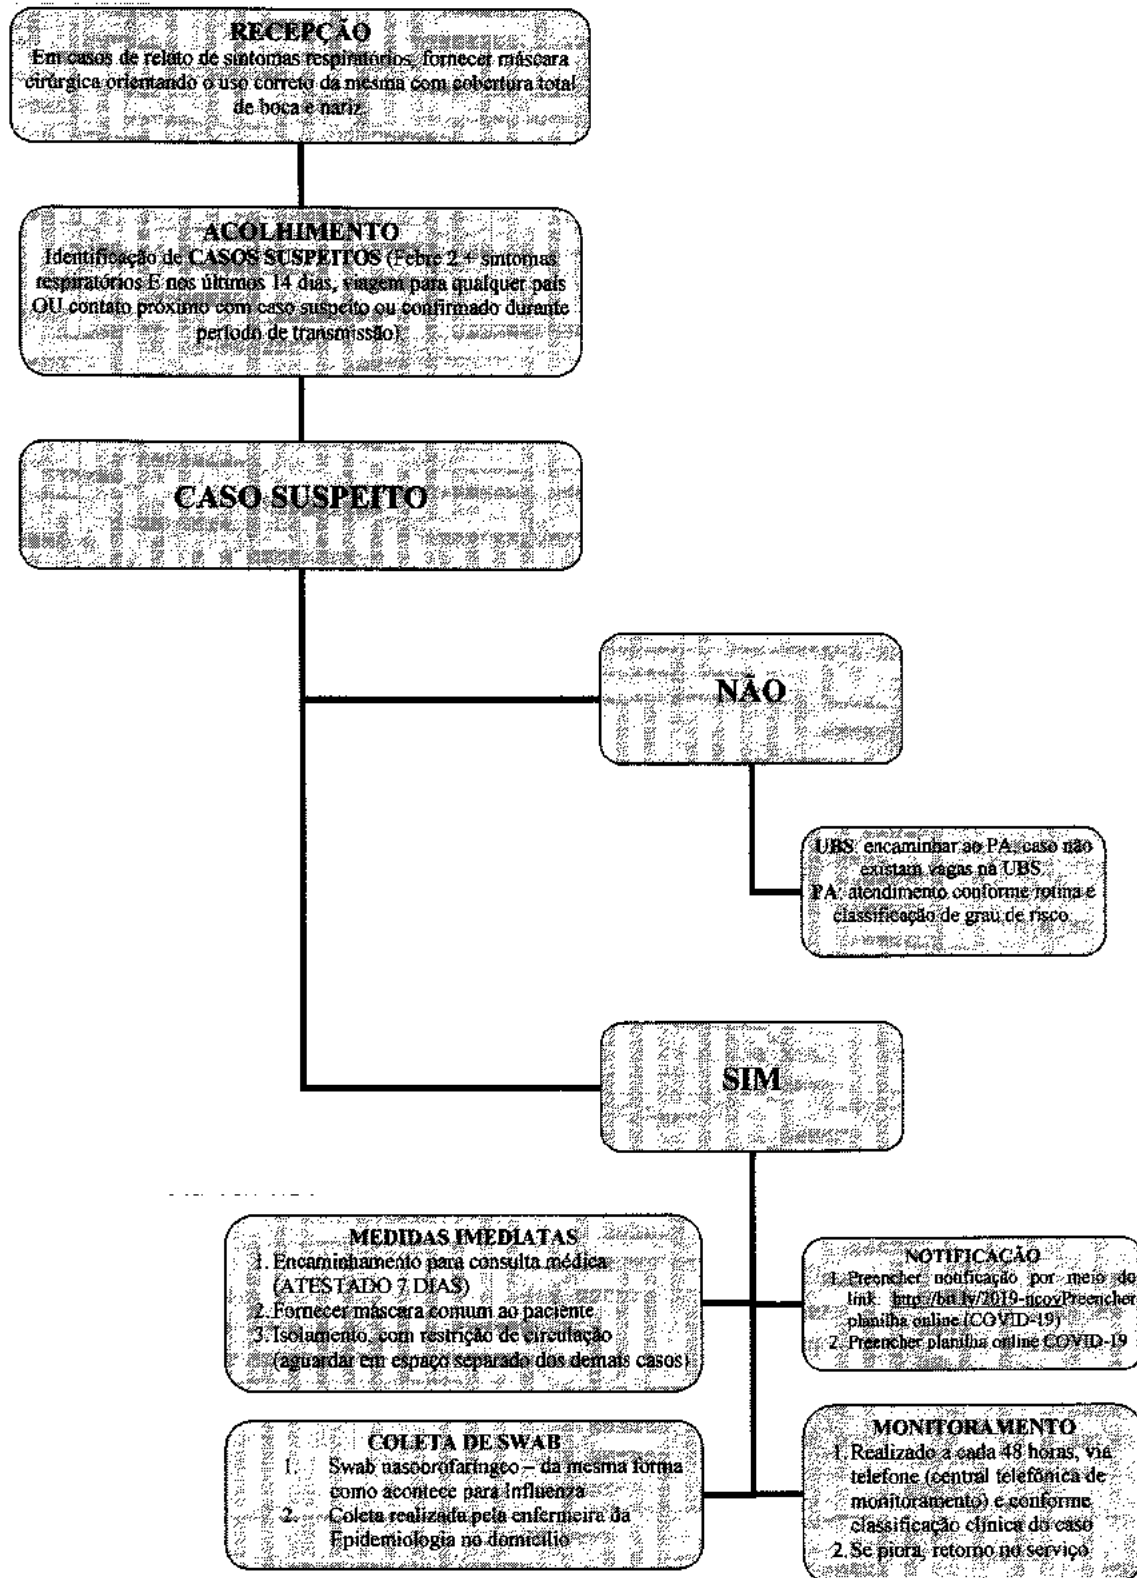 RECEPÇÃO
Em casos de relato de sintomas respiratórios, fornecer máscara
cirúrgica orientando o uso correto da mesma com cobertura total
de boca e nariz.
ACOLHIMENTO
Identificação de CASOS SUSPEITOS (Febre 2 + sintomas
respiratórios E nos últimos 14 dias, viagem para qualquer país
OU contato próximo com caso suspeito ou confirmado durante
período de transmissão).
CASO SUSPEITO
NÃO
UBS: encaminhar ao PA, caso não
existam vagas na UBS.
PA: atendimento conforme rotina e
classificação de grau de risco
SIM
MEDIDAS IMEDIATAS
1. Encaminhamento para consulta médica
(ATESTADO 7 DIAS)
2. Fornecer máscara comum ao paciente
3. Isolamento, com restrição de circulação
(aguardar em espaço separado dos demais casos)
NOTIFICAÇÃO
1. Preencher notificação por meio do
link: http://bit.ly/2019-ncovPreencher
planilha online (COVID-19)
2. Preencher planilha online COVID-19
COLETA DE SWAB
1. Swab nasoorofaríngeo – da mesma forma
como acontece para Influenza
2. Coleta realizada pela enfermeira da
Epidemiologia no domicílio
MONITORAMENTO
1. Realizado a cada 48 horas, via
telefone (central telefônica de
monitoramento) e conforme
classificação clínica do caso
2. Se piora, retorno no serviço